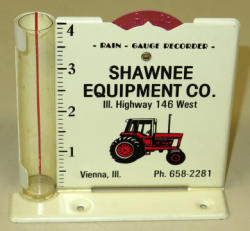 - RAIN - GAUGE RECORDER -
SHAWNEE
EQUIPMENT CO.
Ill. Highway 146 West
Vienna, Ill. Ph. 658-2281
4
3
2
1